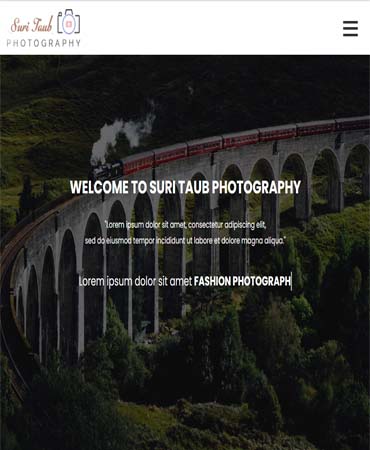 Suri Taub
PHOTOGRAPHY
WELCOME TO SURI TAUB PHOTOGRAPHY
"Lorem ipsum dolor sit amet, consectetur adipiscing elit,
sed do eiusmod tempor incididunt ut labore et dolore magna aliqua."
Lorem ipsum dolor sit amet FASHION PHOTOGRAPH